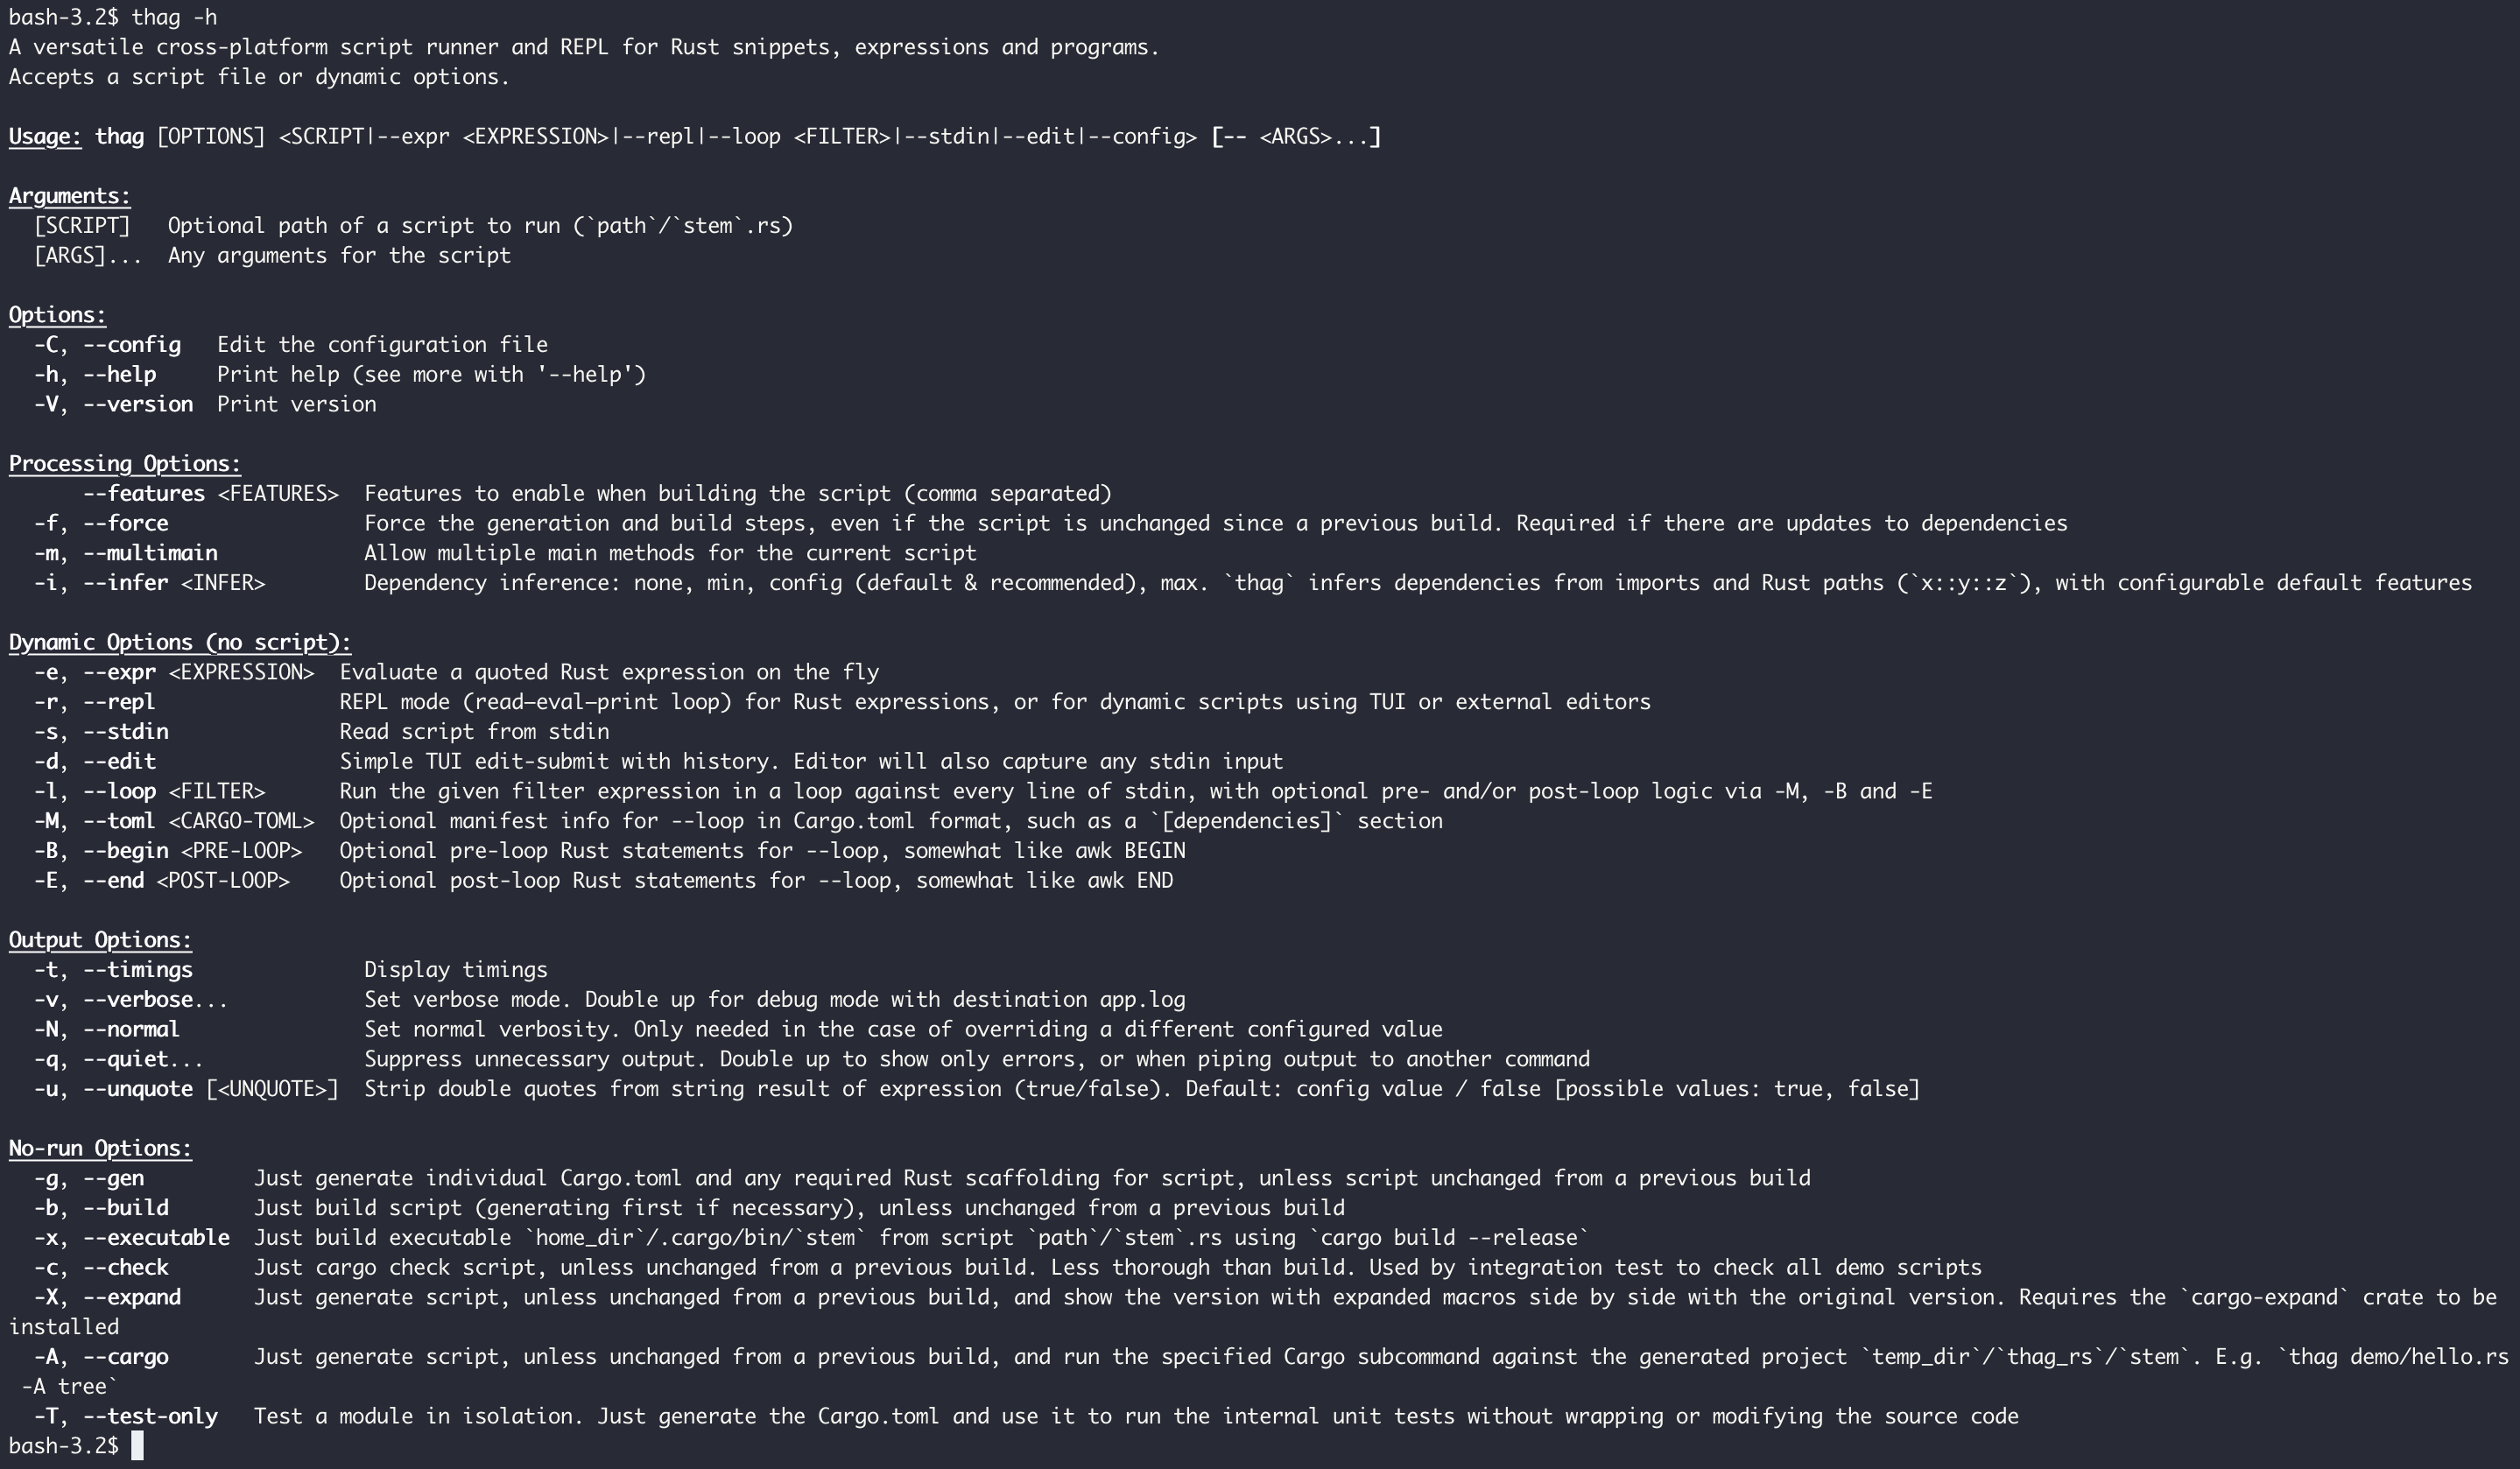 bash-3.2$ thag -h
A versatile cross-platform script runner and REPL for Rust snippets, expressions and programs.
Accepts a script file or dynamic options.

Usage: thag [OPTIONS] <SCRIPT|--expr <EXPRESSION>|--repl|--loop <FILTER>|--stdin|--edit|--config> [-- <ARGS>...]

Arguments:
  [SCRIPT]   Optional path of a script to run (`path`/`stem`.rs)
  [ARGS]...  Any arguments for the script

Options:
  -C, --config   Edit the configuration file
  -h, --help     Print help (see more with '--help')
  -V, --version  Print version

Processing Options:
      --features <FEATURES>  Features to enable when building the script (comma separated)
  -f, --force                Force the generation and build steps, even if the script is unchanged since a previous build. Required if there are updates to dependencies
  -m, --multimain            Allow multiple main methods for the current script
  -i, --infer <INFER>        Dependency inference: none, min, config (default & recommended), max. `thag` infers dependencies from imports and Rust paths (`x::y::z`), with configurable default features

Dynamic Options (no script):
  -e, --expr <EXPRESSION>  Evaluate a quoted Rust expression on the fly
  -r, --repl               REPL mode (read–eval–print loop) for Rust expressions, or for dynamic scripts using TUI or external editors
  -s, --stdin              Read script from stdin
  -d, --edit               Simple TUI edit-submit with history. Editor will also capture any stdin input
  -l, --loop <FILTER>      Run the given filter expression in a loop against every line of stdin, with optional pre- and/or post-loop logic via -M, -B and -E
  -M, --toml <CARGO-TOML>  Optional manifest info for --loop in Cargo.toml format, such as a `[dependencies]` section
  -B, --begin <PRE-LOOP>   Optional pre-loop Rust statements for --loop, somewhat like awk BEGIN
  -E, --end <POST-LOOP>    Optional post-loop Rust statements for --loop, somewhat like awk END

Output Options:
  -t, --timings              Display timings
  -v, --verbose...           Set verbose mode. Double up for debug mode with destination app.log
  -N, --normal               Set normal verbosity. Only needed in the case of overriding a different configured value
  -q, --quiet...             Suppress unnecessary output. Double up to show only errors, or when piping output to another command
  -u, --unquote [<UNQUOTE>]  Strip double quotes from string result of expression (true/false). Default: config value / false [possible values: true, false]

No-run Options:
  -g, --gen         Just generate individual Cargo.toml and any required Rust scaffolding for script, unless script unchanged from a previous build
  -b, --build       Just build script (generating first if necessary), unless unchanged from a previous build
  -x, --executable  Just build executable `home_dir`/.cargo/bin/`stem` from script `path`/`stem`.rs using `cargo build --release`
  -c, --check       Just cargo check script, unless unchanged from a previous build. Less thorough than build. Used by integration test to check all demo scripts
  -X, --expand      Just generate script, unless unchanged from a previous build, and show the version with expanded macros side by side with the original version. Requires the `cargo-expand` crate to be
installed
  -A, --cargo       Just generate script, unless unchanged from a previous build, and run the specified Cargo subcommand against the generated project `temp_dir`/`thag_rs`/`stem`. E.g. `thag demo/hello.rs
 -A tree`
  -T, --test-only   Test a module in isolation. Just generate the Cargo.toml and use it to run the internal unit tests without wrapping or modifying the source code
bash-3.2$